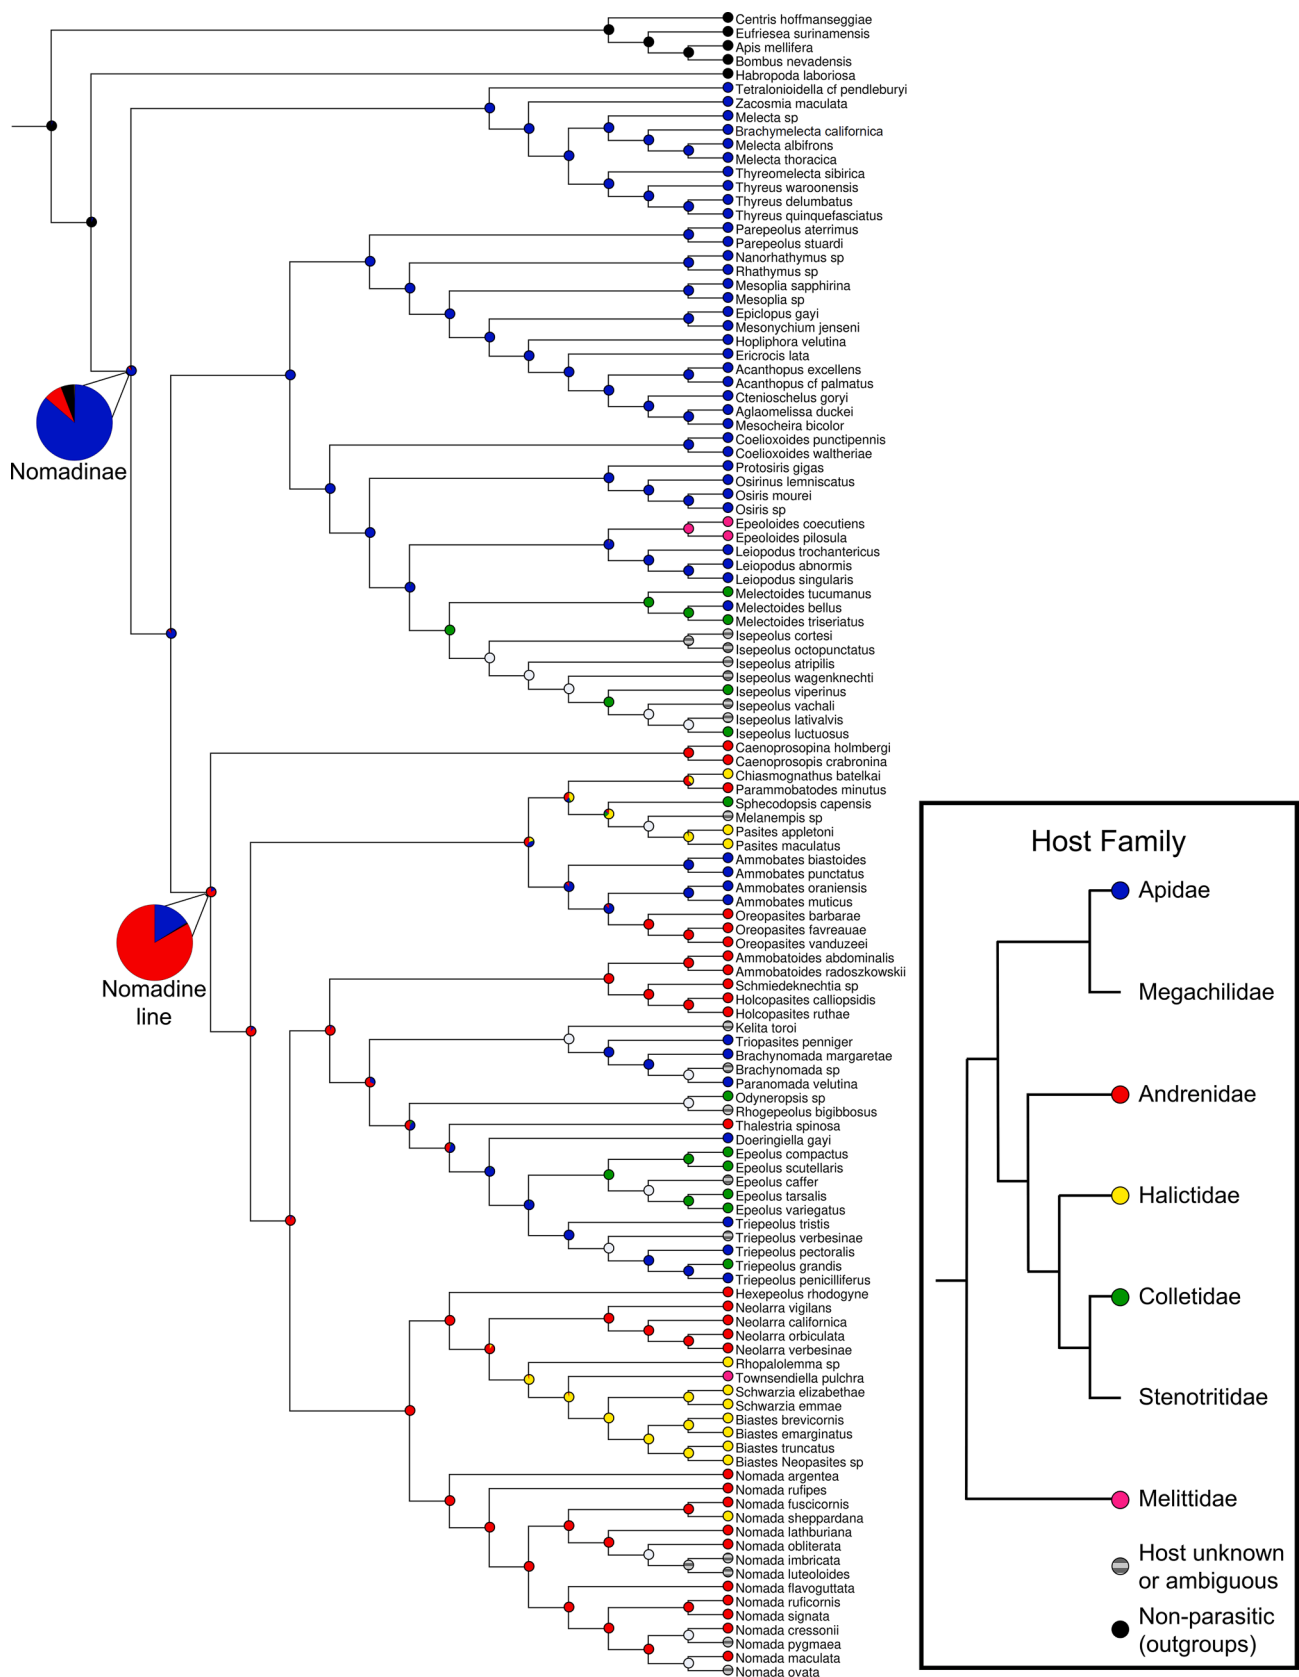 Centris hoffmanseggiae
Eufriesea surinamensis
Apis mellifera
Bombus nevadensis
Habropoda laboriosa
Tetralonioidella cf pendleburyi
Zacosmia maculata
Melecta sp
Brachymelecta californica
Melecta albifrons
Melecta thoracica
Thyreomelecta sibirica
Thyreus waroonensis
Thyreus delumbatus
Thyreus quinquefasciatus
Parepeolus aterrimus
Parepeolus stuardi
Nanorhathymus sp
Rhathymus sp
Mesoplia sapphirina
Mesoplia sp
Epiclopus gayi
Mesonychium jenseni
Hopliphora velutina
Ericrocis lata
Acanthopus excellens
Acanthopus cf palmatus
Ctenioschelus goryi
Aglaomelissa duckei
Mesocheira bicolor
Coelioxoides punctipennis
Coelioxoides waltheriae
Protosiris gigas
Osirinus lemniscatus
Osiris mourei
Osiris sp
Epeoloides coecutiens
Epeoloides pilosula
Leiopodus trochantericus
Leiopodus abnormis
Leiopodus singularis
Melectoides tucumanus
Melectoides bellus
Melectoides triseriatus
Isepeolus cortesi
Isepeolus octopunctatus
Isepeolus atripilis
Isepeolus wagenknechti
Isepeolus viperinus
Isepeolus vachali
Isepeolus lativalvis
Isepeolus luctuosus
Caenoprosopina holmbergi
Caenoprosopis crabronina
Chiasmognathus batelkai
Parammobatodes minutus
Sphecodopsis capensis
Melanempis sp
Pasites appletoni
Pasites maculatus
Ammobates biastoides
Ammobates punctatus
Ammobates oraniensis
Ammobates muticus
Oreopasites barbarae
Oreopasites favreauae
Oreopasites vanduzeei
Ammobatoides abdominalis
Ammobatoides radoszkowskii
Schmiedeknechtia sp
Holcopasites calliopsidis
Holcopasites ruthae
Kelita toroi
Triopasites penniger
Brachynomada margaretae
Brachynomada sp
Paranomada velutina
Odyneropsis sp
Rhogepeolus bigibbosus
Thalestria spinosa
Doeringiella gayi
Epeolus compactus
Epeolus scutellaris
Epeolus caffer
Epeolus tarsalis
Epeolus variegatus
Triepeolus tristis
Triepeolus verbesinae
Triepeolus pectoralis
Triepeolus grandis
Triepeolus penicilliferus
Hexepeolus rhodogyne
Neolarra vigilans
Neolarra californica
Neolarra orbiculata
Neolarra verbesinae
Rhopalolemma sp
Townsendiella pulchra
Schwarzia elizabethae
Schwarzia emmae
Biastes brevicornis
Biastes emarginatus
Biastes truncatus
Biastes Neopasites sp
Nomada argentea
Nomada rufipes
Nomada fuscicornis
Nomada sheppardana
Nomada lathburiana
Nomada obliterata
Nomada imbricata
Nomada luteoloides
Nomada flavoguttata
Nomada ruficornis
Nomada signata
Nomada cressonii
Nomada pygmaea
Nomada maculata
Nomada ovata
Nomadinae
Nomadine
line
Host Family
Apidae
Megachilidae
Andrenidae
Halictidae
Colletidae
Stenotritidae
Melittidae
Host unknown
or ambiguous
Non-parasitic
(outgroups)